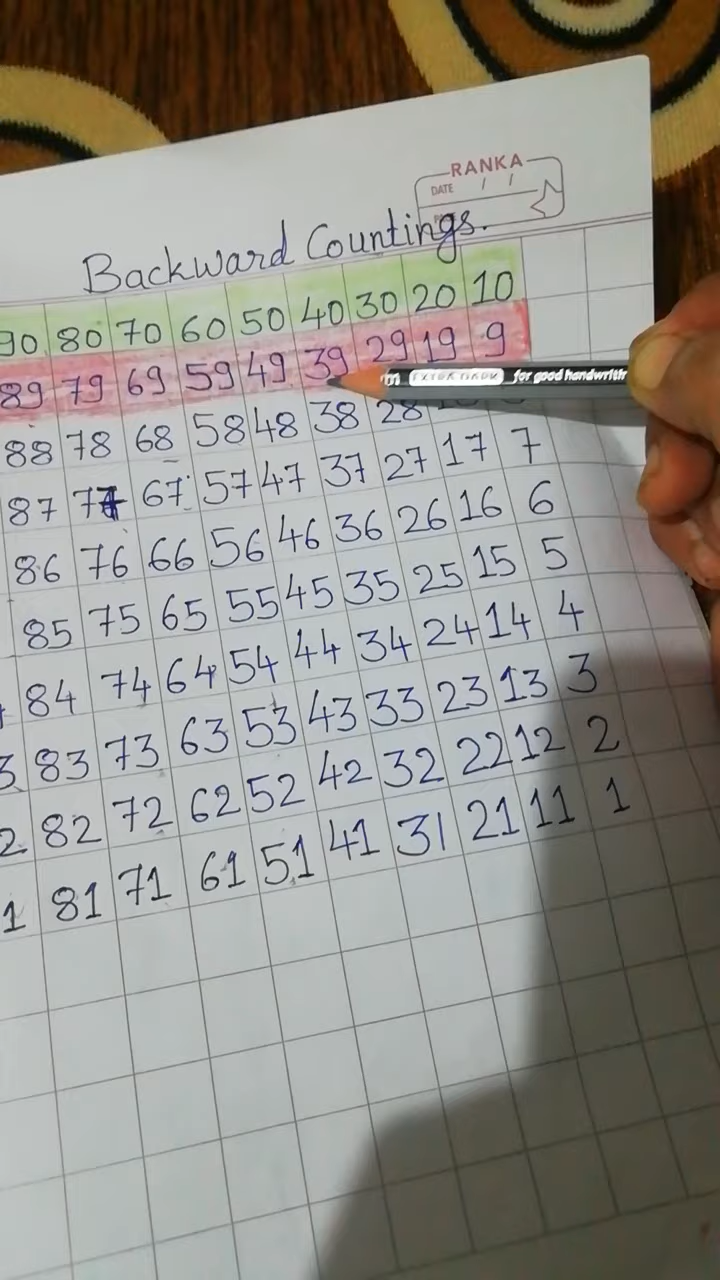 RANKA
DATE / /
Backward Countings.
90 80 70 60 50 40 30 20 10
89 79 69 59 49 39 29 19 9
for good handwritin
88 78 68 58 48 38 28
87 77 67 57 47 37 27 17 7
86 76 66 56 46 36 26 16 6
85 75 65 55 45 35 25 15 5
84 74 64 54 44 34 24 14 4
3 83 73 63 53 43 33 23 13 3
2 82 72 62 52 42 32 22 12 2
1 81 71 61 51 41 31 21 11 1